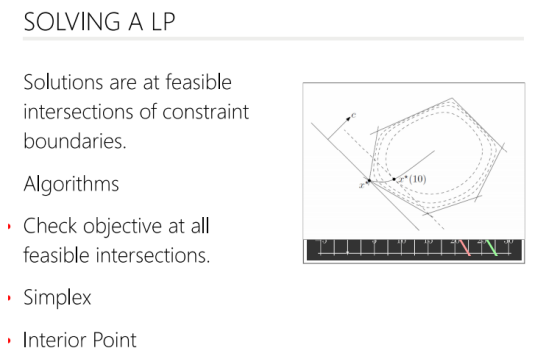 SOLVING A LP
Solutions are at feasible
intersections of constraint
boundaries.
Algorithms
Check objective at all
feasible intersections.
Simplex
Interior Point
c
x*
x*(10)